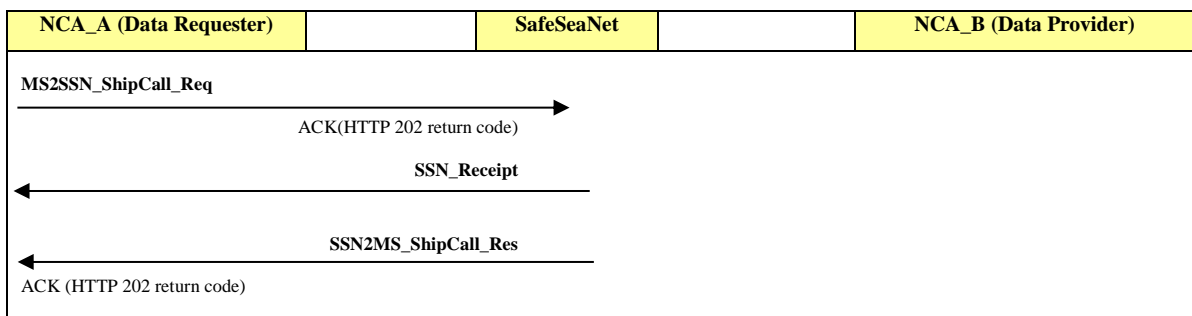 NCA_A (Data Requester) SafeSeaNet NCA_B (Data Provider)
MS2SSN_ShipCall_Req
ACK(HTTP 202 return code)
SSN_Receipt
SSN2MS_ShipCall_Res
ACK (HTTP 202 return code)